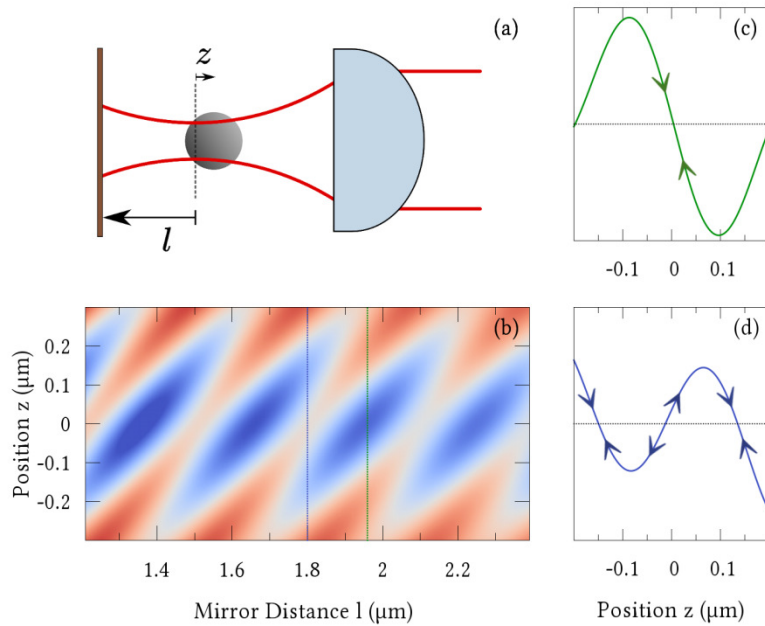 (a)
z
l
(b)
0.2
0.1
0
-0.1
-0.2
Position z (μm)
1.4
1.6
1.8
2
2.2
Mirror Distance l (μm)
(c)
-0.1
0
0.1
(d)
-0.1
0
0.1
Position z (μm)